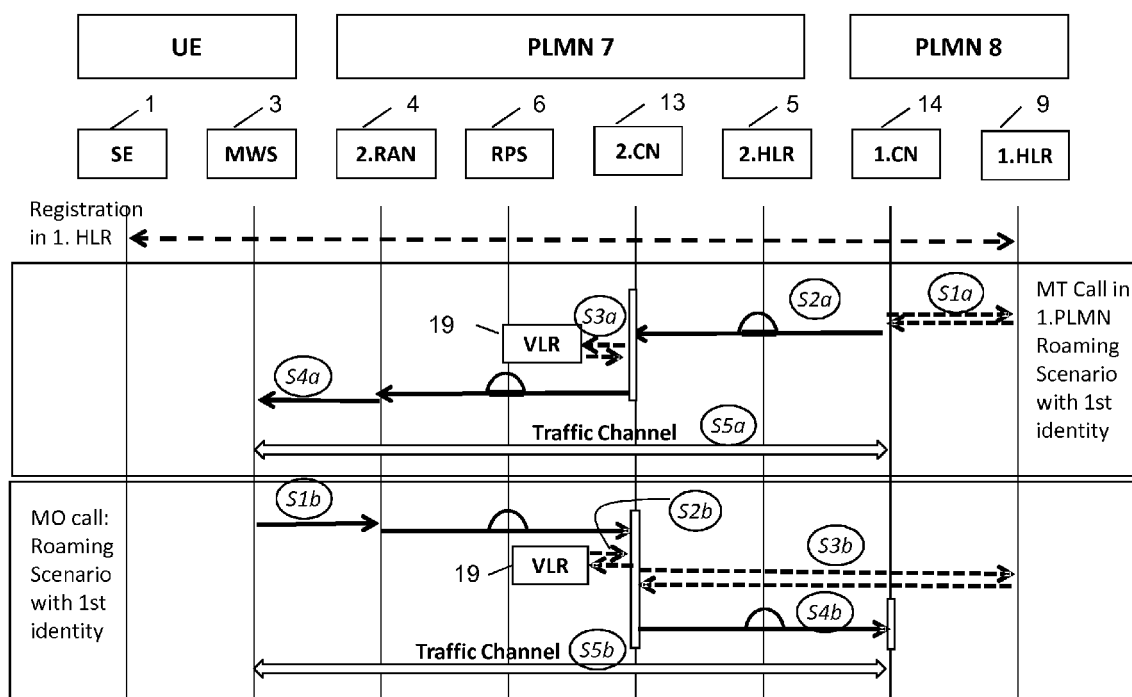 UE
PLMN 7
PLMN 8
1
3
4
6
13
5
14
9
SE
MWS
2.RAN
RPS
2.CN
2.HLR
1.CN
1.HLR
Registration
in 1. HLR
S1a
S2a
S3a
19
VLR
S4a
Traffic Channel
S5a
MT Call in
1.PLMN
Roaming
Scenario
with 1st
identity
MO call:
Roaming
Scenario
with 1st
identity
S1b
S2b
19
VLR
S3b
S4b
Traffic Channel
S5b